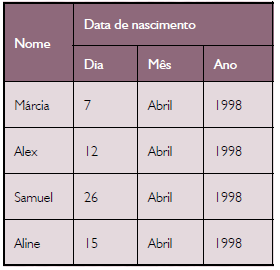 Nome
Data de nascimento
Dia Mês Ano
Márcia 7 Abril 1998
Alex 12 Abril 1998
Samuel 26 Abril 1998
Aline 15 Abril 1998